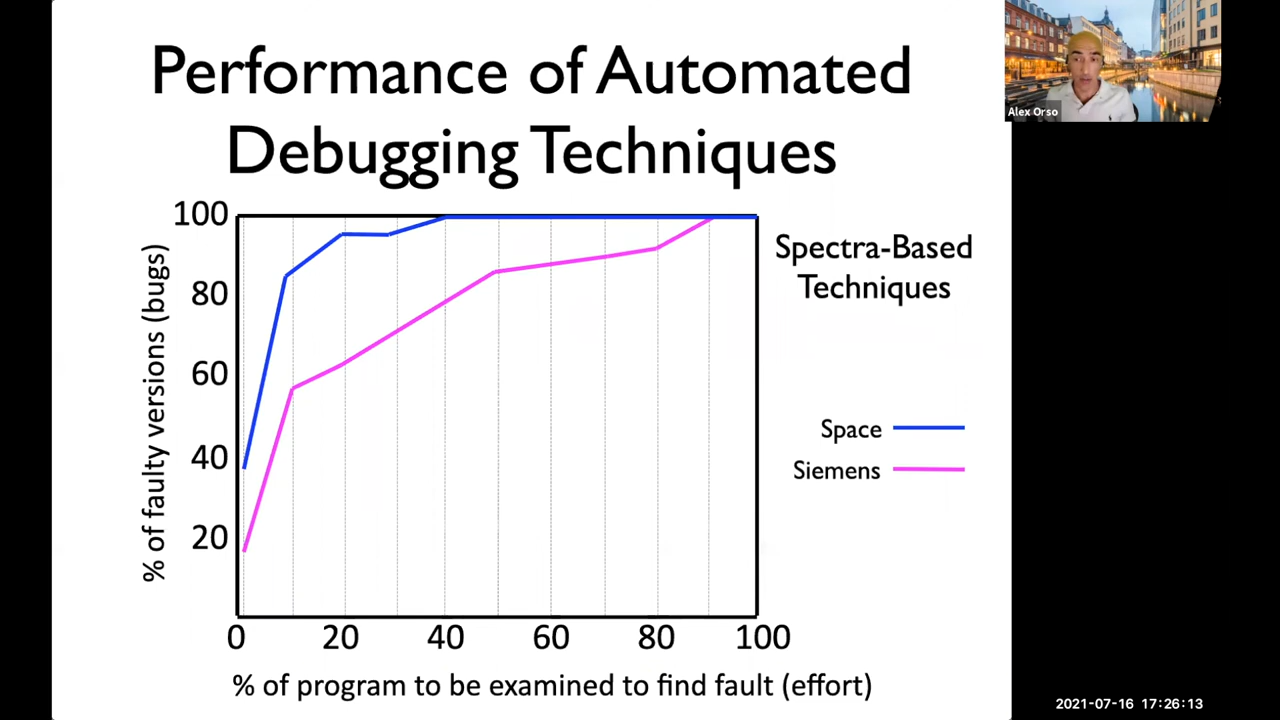 Performance of Automated
Debugging Techniques
Alex Orso
% of faulty versions (bugs)
100
80
60
40
20
0 20 40 60 80 100
% of program to be examined to find fault (effort)
Spectra-Based
Techniques
Space
Siemens
2021-07-16 17:26:13